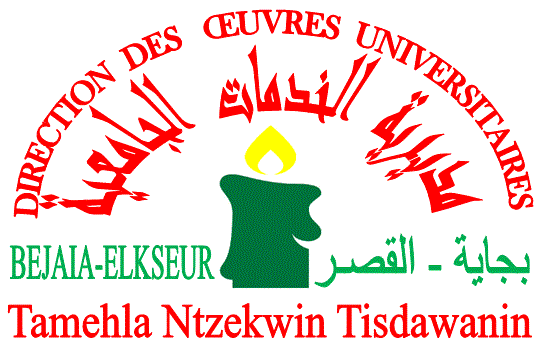 DIRECTION DES ŒUVRES UNIVERSITAIRES
مديرية الخدمات الجامعية
BEJAIA-ELKSEUR
بجاية - القصر
Tamehla Ntzekwin Tisdawanin